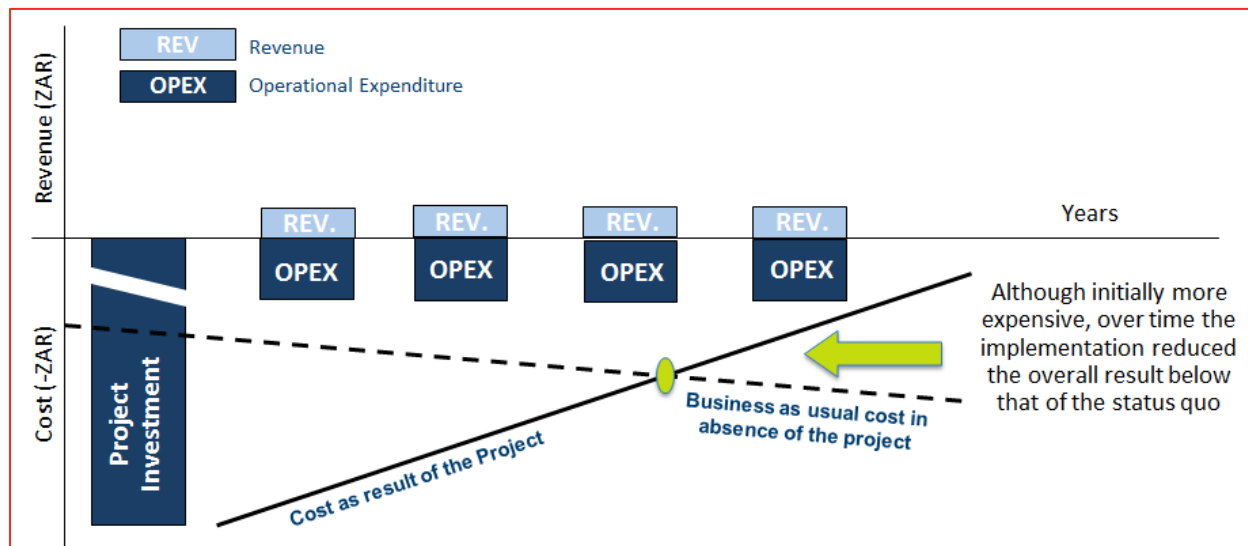 REV
Revenue
OPEX
Operational Expenditure
Revenue (ZAR)
Cost (-ZAR)
Years
REV.
REV.
REV.
REV.
OPEX
OPEX
OPEX
OPEX
Project
Investment
Cost as result of the Project
Business as usual cost in
absence of the project
Although initially more
expensive, over time the
implementation reduced
the overall result below
that of the status quo